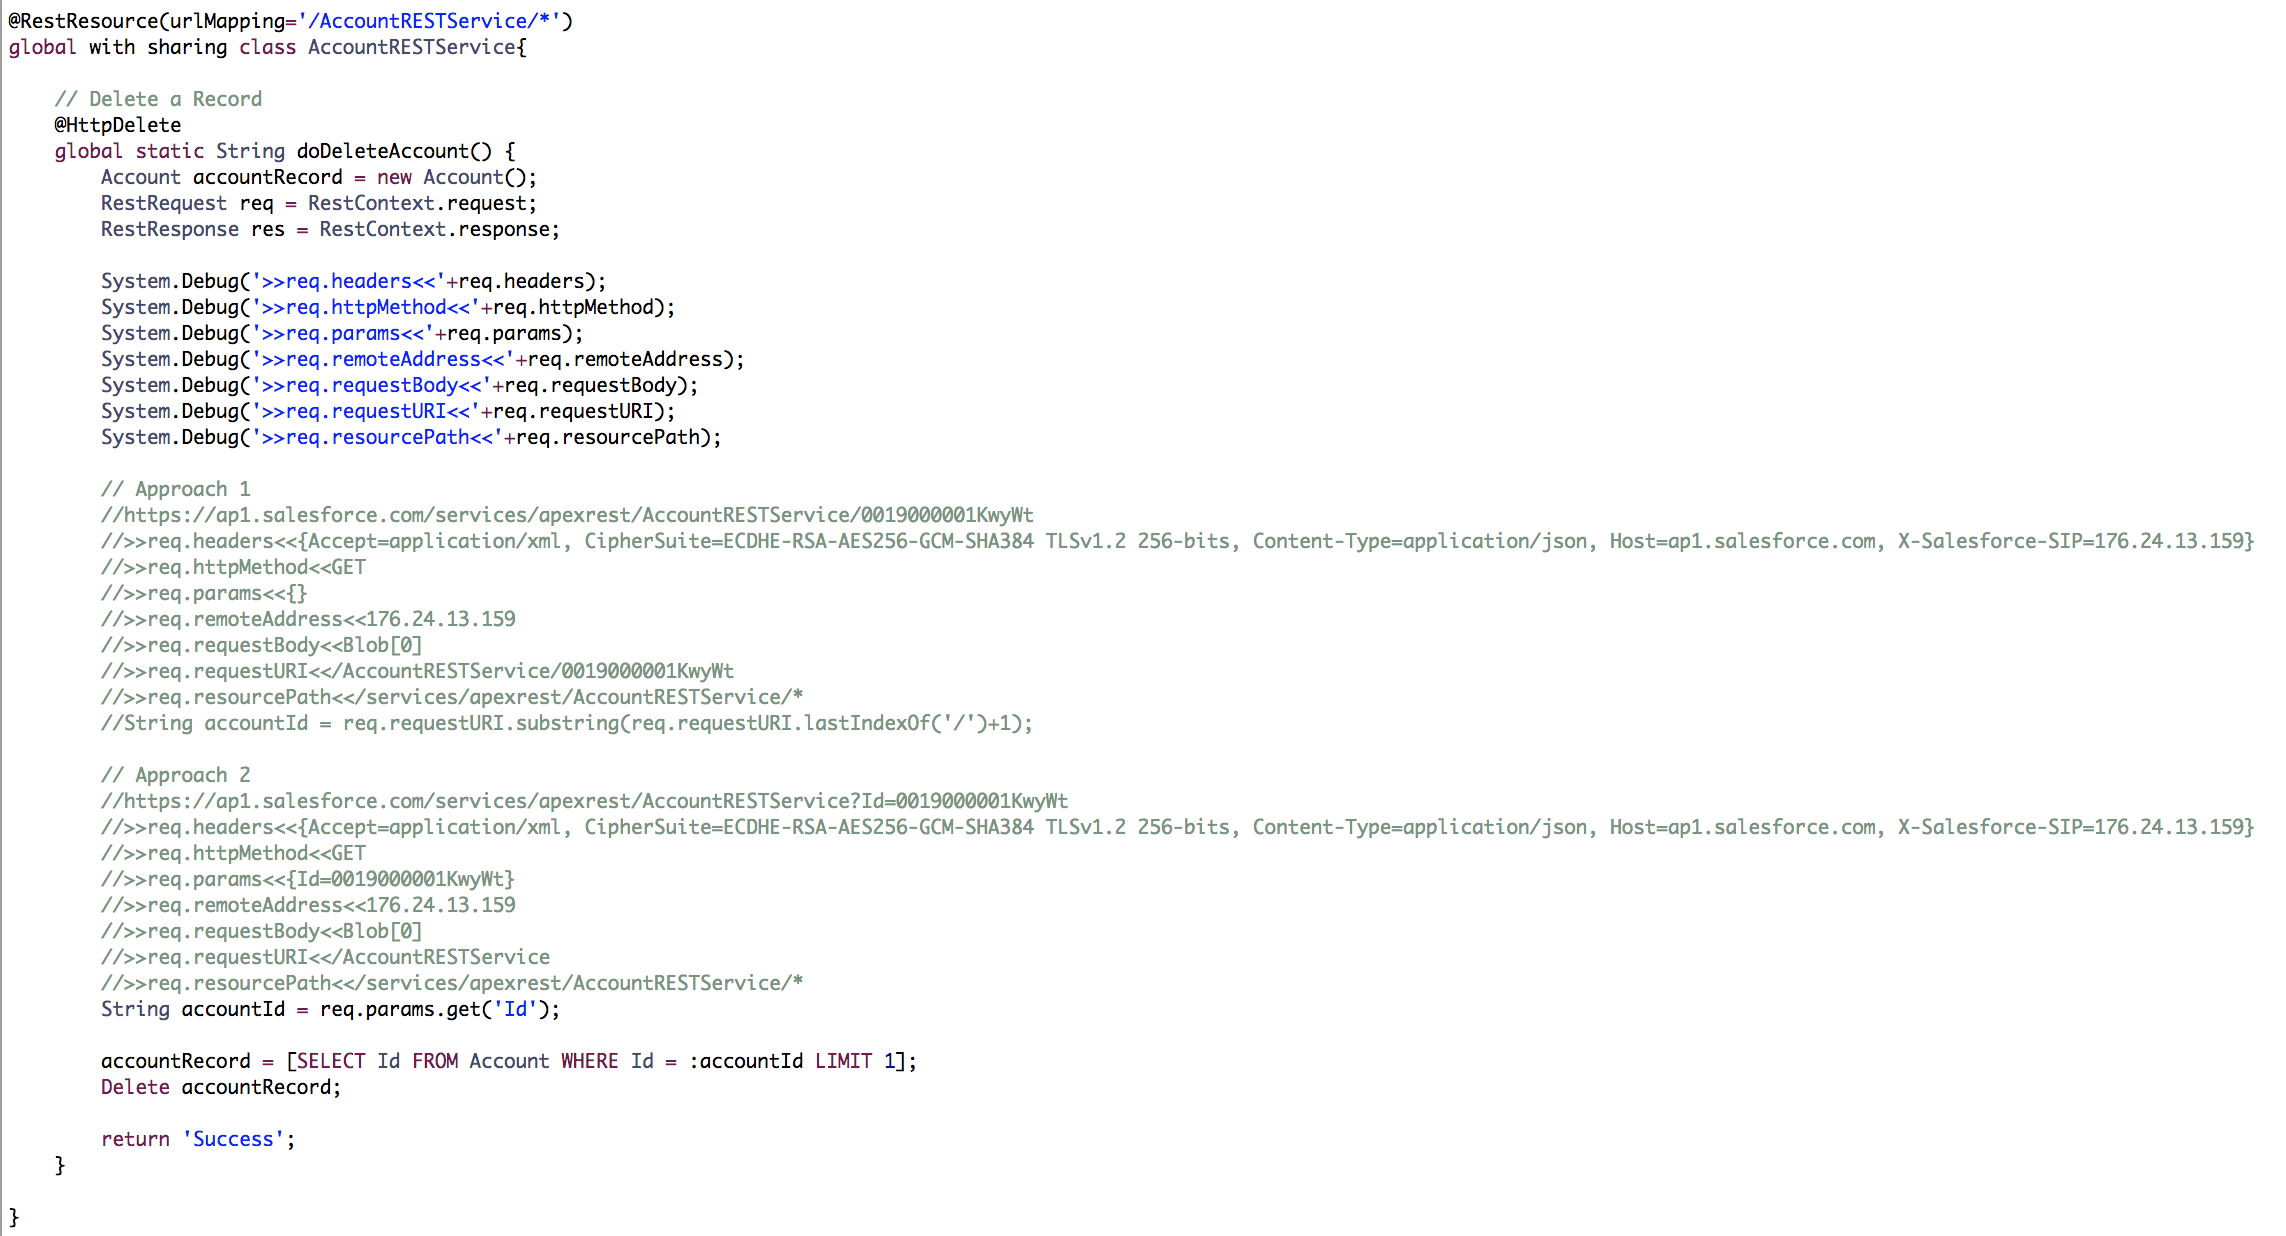 @RestResource(urlMapping='/AccountRESTService/*')
global with sharing class AccountRESTService{
// Delete a Record
@HttpDelete
global static String doDeleteAccount() {
Account accountRecord = new Account();
RestRequest req = RestContext.request;
RestResponse res = RestContext.response;
System.Debug('>>req.headers<<'+req.headers);
System.Debug('>>req.httpMethod<<'+req.httpMethod);
System.Debug('>>req.params<<'+req.params);
System.Debug('>>req.remoteAddress<<'+req.remoteAddress);
System.Debug('>>req.requestBody<<'+req.requestBody);
System.Debug('>>req.requestURI<<'+req.requestURI);
System.Debug('>>req.resourcePath<<'+req.resourcePath);
// Approach 1
//https://ap1.salesforce.com/services/apexrest/AccountRESTService/0019000001KwyWt
//>>req.headers<<{Accept=application/xml, CipherSuite=ECDHE-RSA-AES256-GCM-SHA384 TLSv1.2 256-bits, Content-Type=application/json, Host=ap1.salesforce.com, X-Salesforce-SIP=176.24.13.159}
//>>req.httpMethod<<GET
//>>req.params<<{}
//>>req.remoteAddress<<176.24.13.159
//>>req.requestBody<<Blob[0]
//>>req.requestURI<</AccountRESTService/0019000001KwyWt
//>>req.resourcePath<</services/apexrest/AccountRESTService/*
//String accountId = req.requestURI.substring(req.requestURI.lastIndexOf('/')+1);
// Approach 2
//https://ap1.salesforce.com/services/apexrest/AccountRESTService?Id=0019000001KwyWt
//>>req.headers<<{Accept=application/xml, CipherSuite=ECDHE-RSA-AES256-GCM-SHA384 TLSv1.2 256-bits, Content-Type=application/json, Host=ap1.salesforce.com, X-Salesforce-SIP=176.24.13.159}
//>>req.httpMethod<<GET
//>>req.params<<{Id=0019000001KwyWt}
//>>req.remoteAddress<<176.24.13.159
//>>req.requestBody<<Blob[0]
//>>req.requestURI<</AccountRESTService
//>>req.resourcePath<</services/apexrest/AccountRESTService/*
String accountId = req.params.get('Id');
accountRecord = [SELECT Id FROM Account WHERE Id = :accountId LIMIT 1];
Delete accountRecord;
return 'Success';
}
}